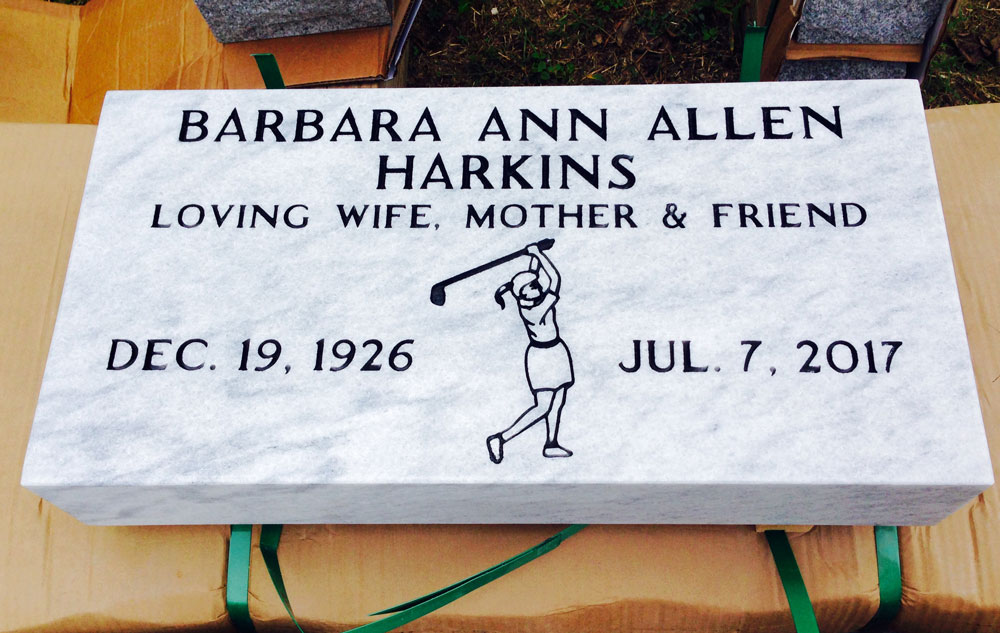 BARBARA ANN ALLEN
HARKINS
LOVING WIFE, MOTHER & FRIEND
DEC. 19, 1926 JUL. 7, 2017